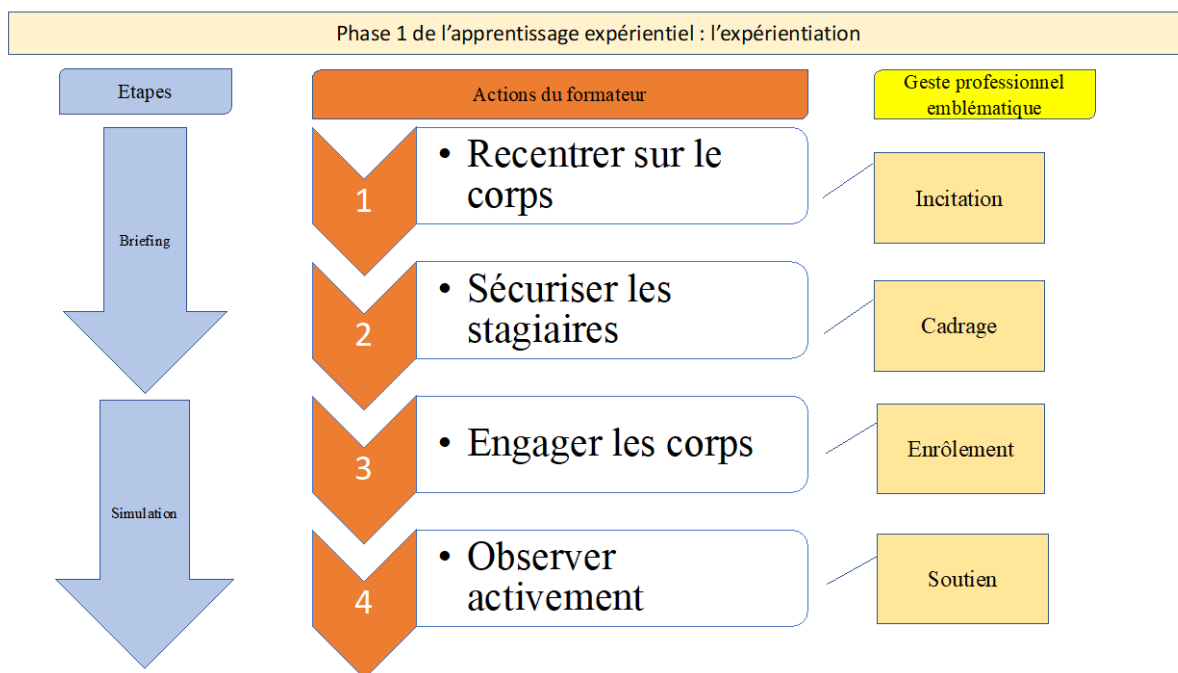 Phase 1 de l’apprentissage expérientiel : l’expérientiation
Etapes
Actions du formateur
Geste professionnel
emblématique
Briefing
1
• Recentrer sur le
corps
Incitation
2
• Sécuriser les
stagiaires
Cadrage
Simulation
3
• Engager les corps
Enrôlement
4
• Observer
activement
Soutien